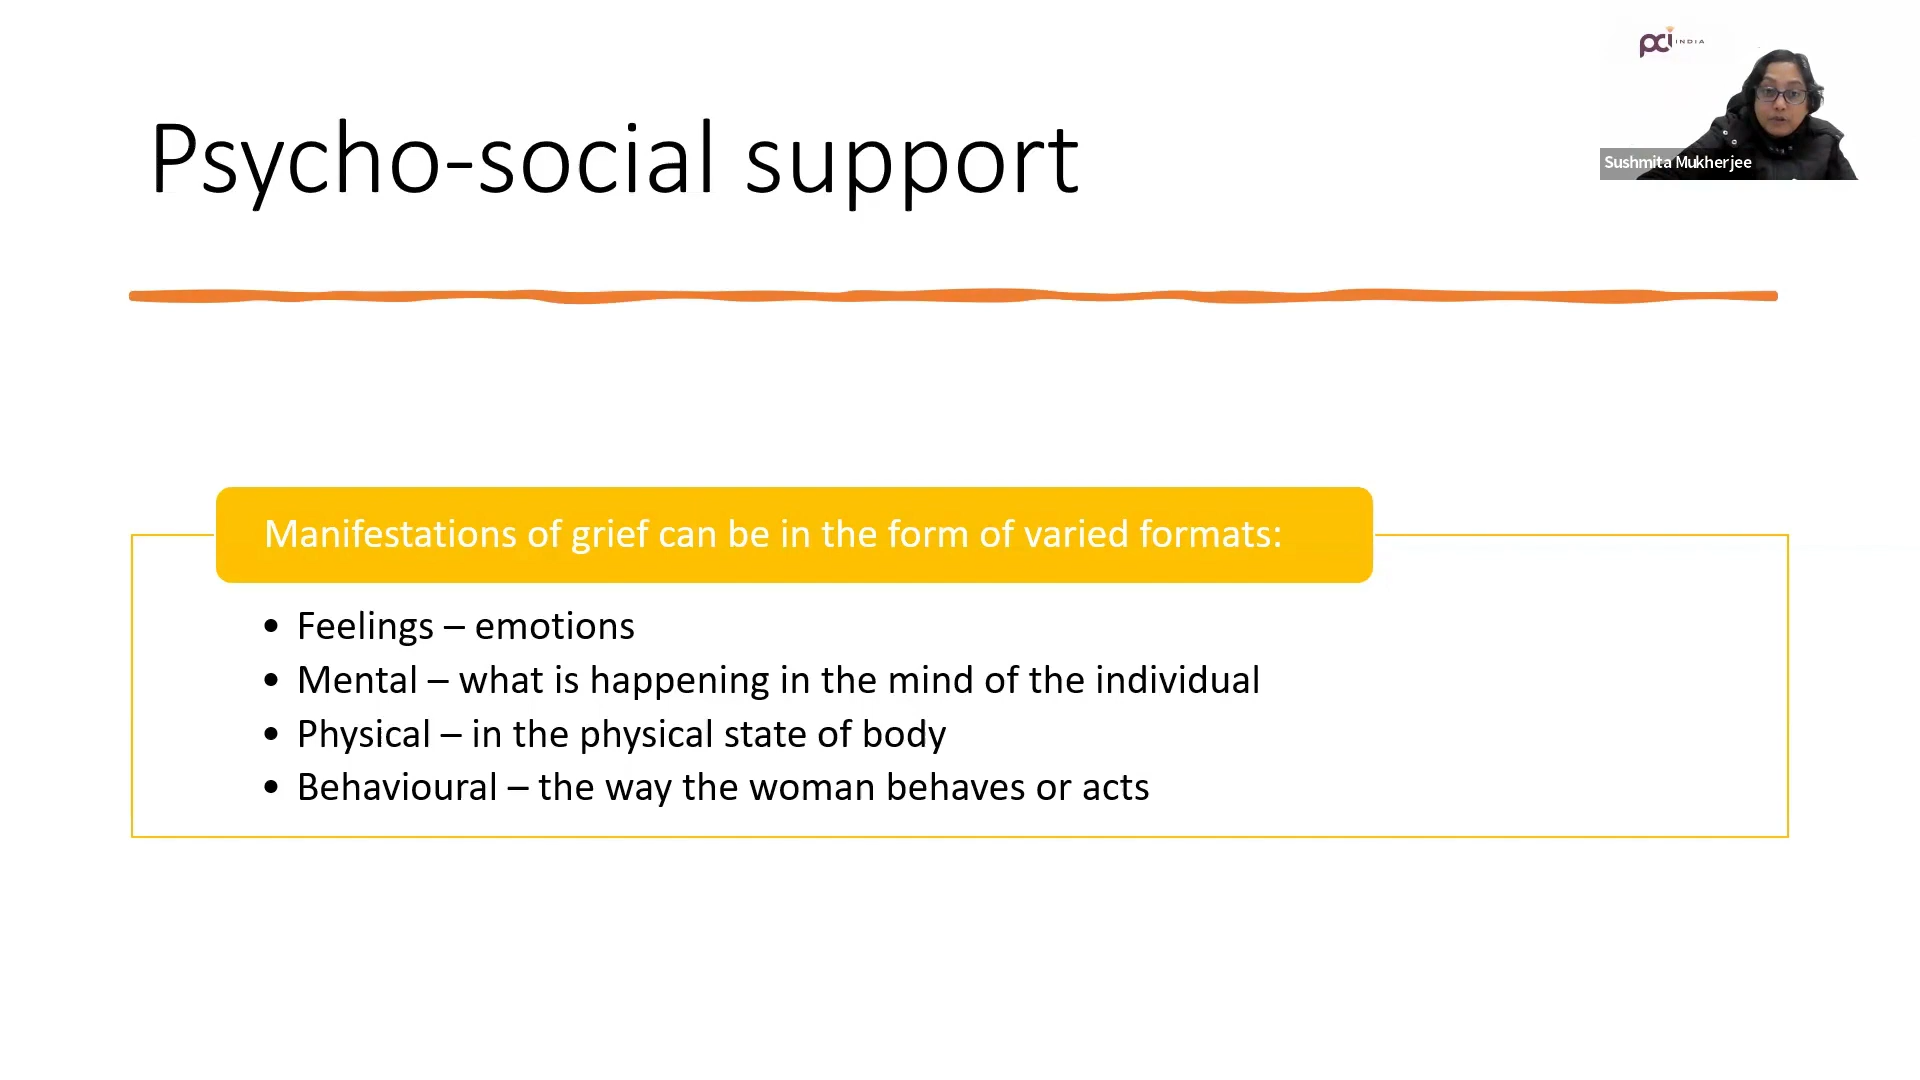 pci INDIA
Sushmita Mukherjee
Psycho-social support
Manifestations of grief can be in the form of varied formats:
• Feelings – emotions
• Mental – what is happening in the mind of the individual
• Physical – in the physical state of body
• Behavioural – the way the woman behaves or acts